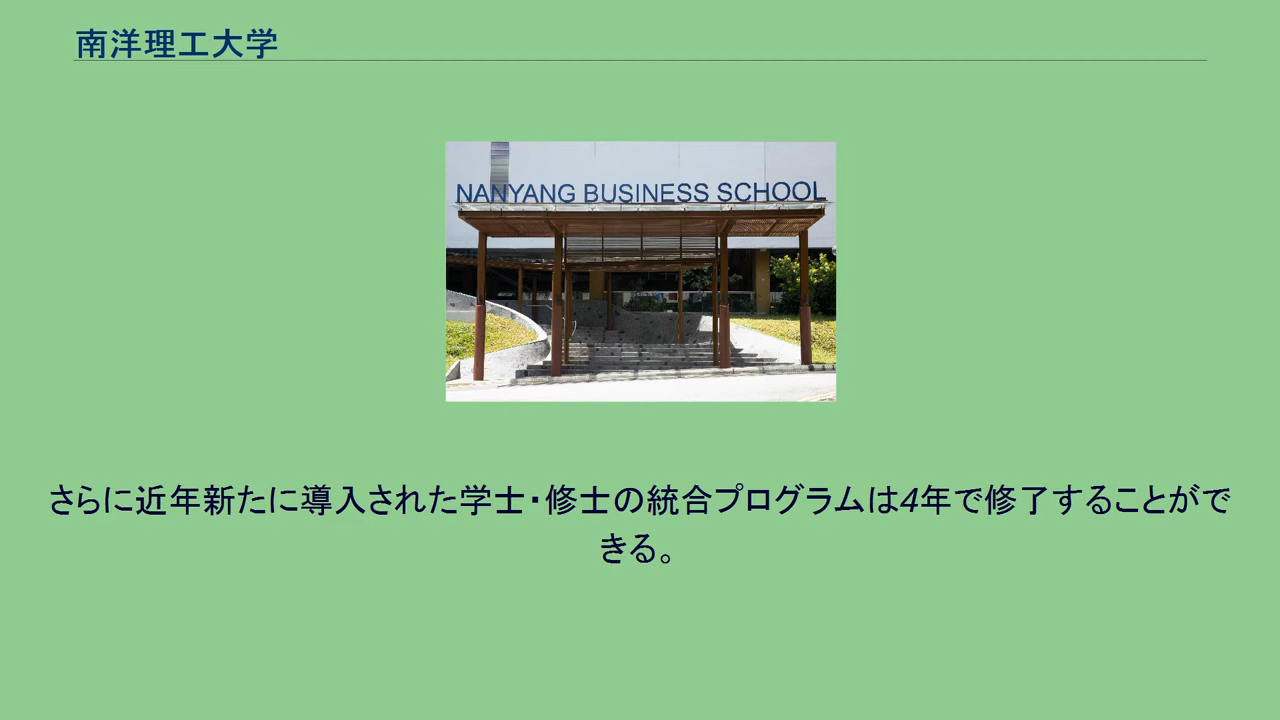 南洋理工大学
NANYANG BUSINESS SCHOOL
さらに近年新たに導入された学士・修士の統合プログラムは4年で修了することがで
きる。